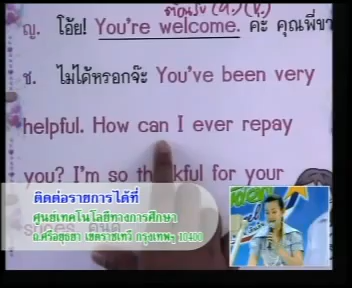 ต้อนรับ (v.) (n.)
ญ. โอ๊ย! You're welcome. คะ คุณพี่ขา
ช. ไม่ได้หรอกจ๊ะ You've been very
helpful. How can I ever repay
you? I'm so thankful for your
ติดต่อรายการได้ที่
ศูนย์เทคโนโลยีทางการศึกษา
ถ.ศรีอยุธยา เขตราชเทวี กรุงเทพฯ 10400